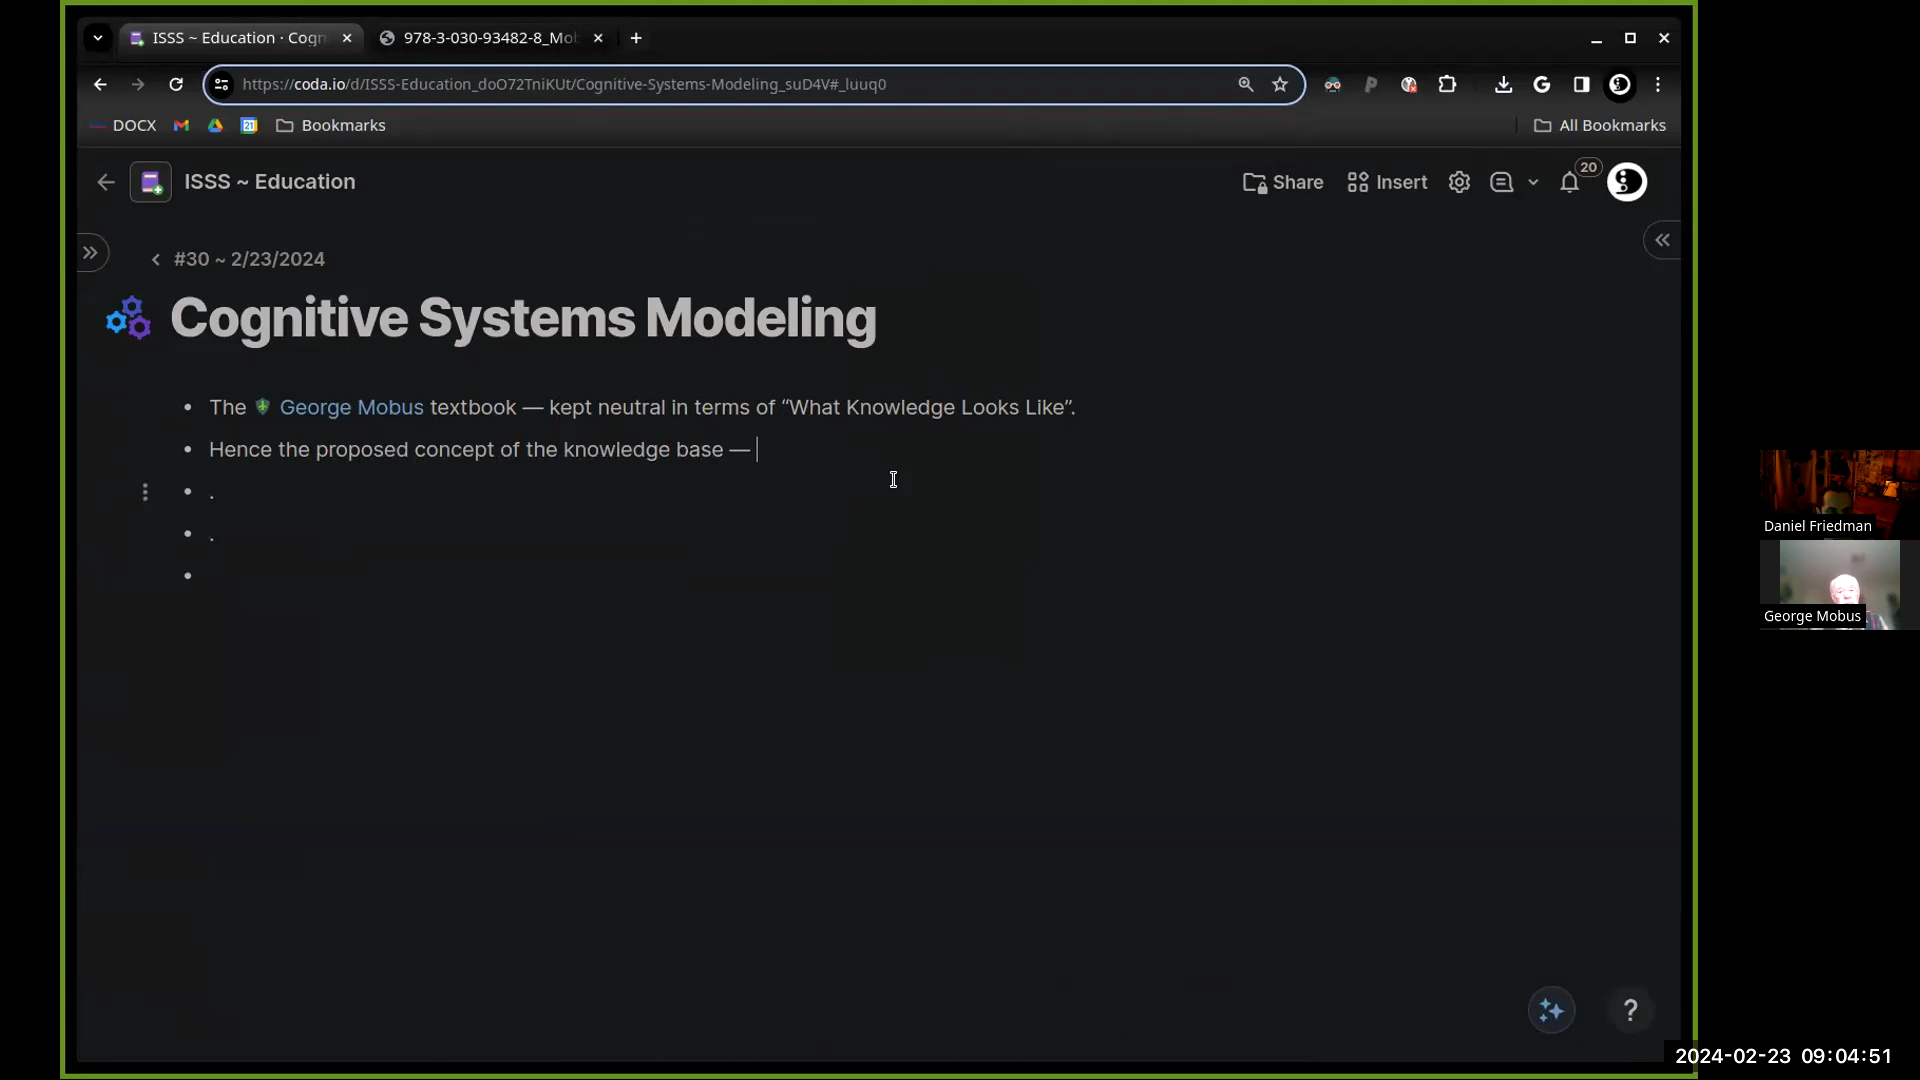 ISSS ~ Education · Cogn
978-3-030-93482-8_Mob
https://coda.io/d/ISSS-Education_doO72TniKUt/Cognitive-Systems-Modeling_suD4V#_luuq0
DOCX
21
Bookmarks
All Bookmarks
ISSS ~ Education
Share
Insert
20
#30 ~ 2/23/2024
Cognitive Systems Modeling
• The George Mobus textbook — kept neutral in terms of “What Knowledge Looks Like”.
• Hence the proposed concept of the knowledge base —
• .
• .
•
Daniel Friedman
George Mobus
?
2024-02-23 09:04:51